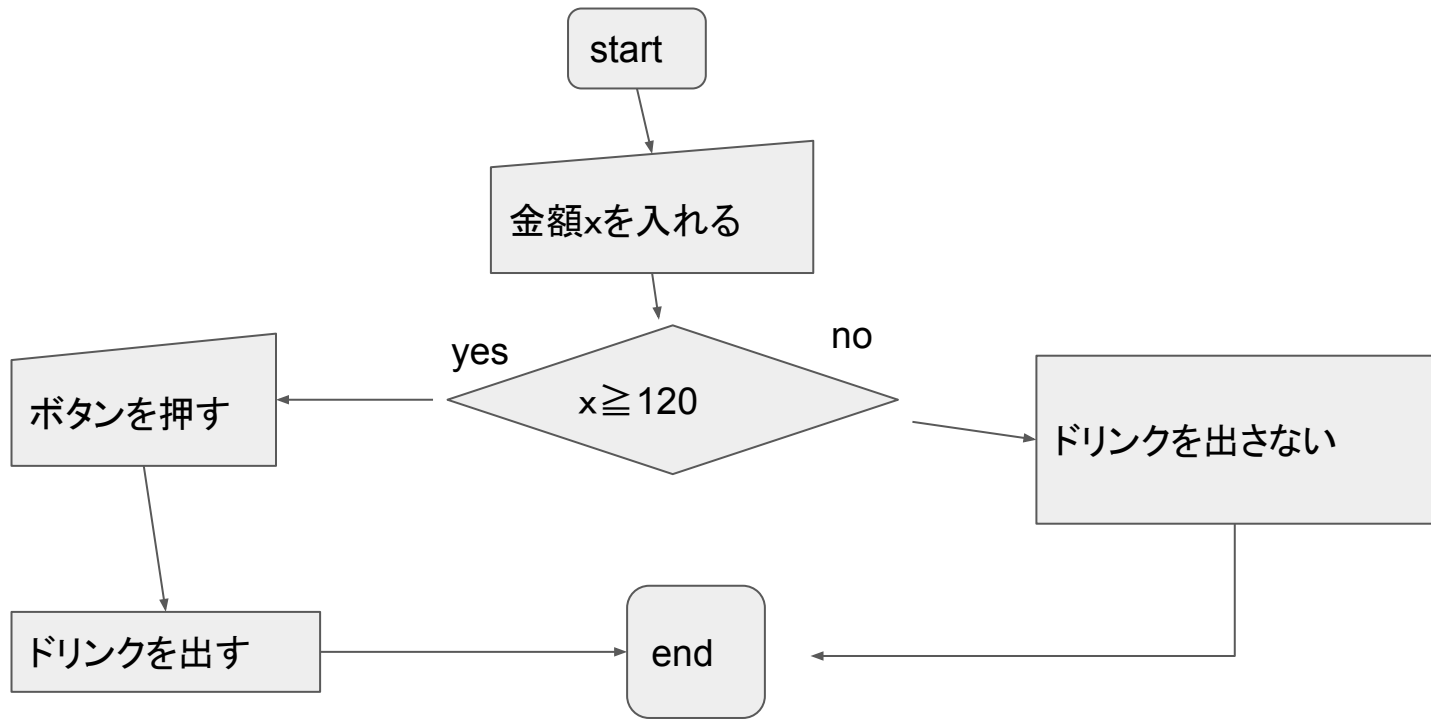 start
金額xを入れる
yes
no
x≧120
ボタンを押す
ドリンクを出さない
ドリンクを出す
end